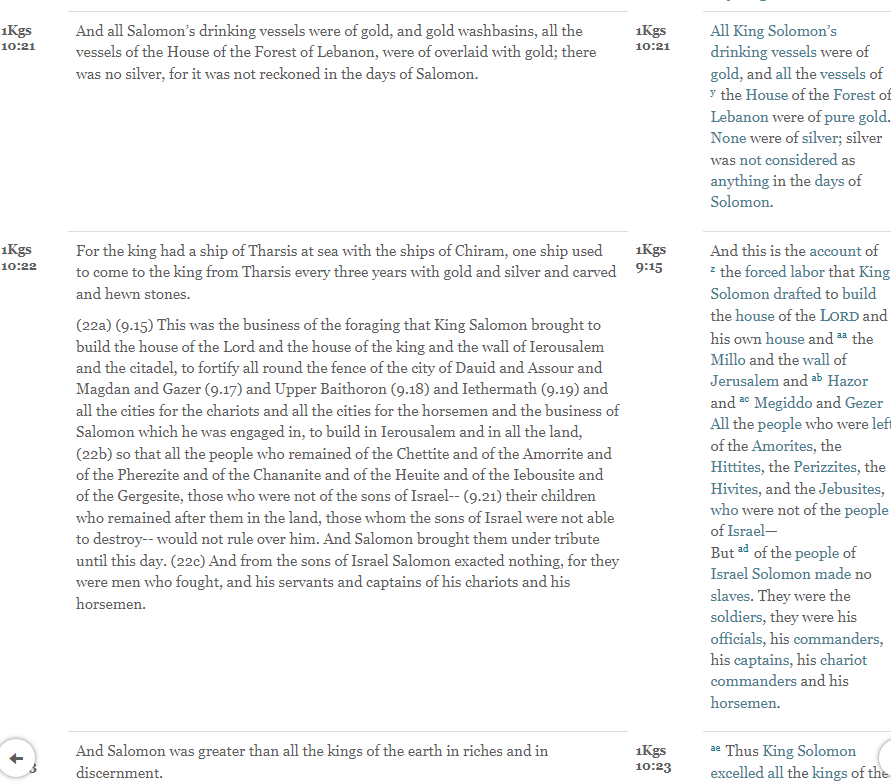 1Kgs
10:21
And all Salomon’s drinking vessels were of gold, and gold washbasins, all the
vessels of the House of the Forest of Lebanon, were of overlaid with gold; there
was no silver, for it was not reckoned in the days of Salomon.
1Kgs
10:21
All King Solomon’s
drinking vessels were of
gold, and all the vessels of
y the House of the Forest of
Lebanon were of pure gold.
None were of silver; silver
was not considered as
anything in the days of
Solomon.
1Kgs
10:22
For the king had a ship of Tharsis at sea with the ships of Chiram, one ship used
to come to the king from Tharsis every three years with gold and silver and carved
and hewn stones.
(22a) (9.15) This was the business of the foraging that King Salomon brought to
build the house of the Lord and the house of the king and the wall of Ierousalem
and the citadel, to fortify all round the fence of the city of Dauid and Assour and
Magdan and Gazer (9.17) and Upper Baithoron (9.18) and Iethermath (9.19) and
all the cities for the chariots and all the cities for the horsemen and the business of
Salomon which he was engaged in, to build in Ierousalem and in all the land,
(22b) so that all the people who remained of the Chettite and of the Amorrite and
of the Pherezite and of the Chananite and of the Heuite and of the Iebousite and
of the Gergesite, those who were not of the sons of Israel-- (9.21) their children
who remained after them in the land, those whom the sons of Israel were not able
to destroy-- would not rule over him. And Salomon brought them under tribute
until this day. (22c) And from the sons of Israel Salomon exacted nothing, for they
were men who fought, and his servants and captains of his chariots and his
horsemen.
1Kgs
9:15
And this is the account of
z the forced labor that King
Solomon drafted to build
the house of the LORD and
his own house and aa the
Millo and the wall of
Jerusalem and ab Hazor
and ac Megiddo and Gezer
All the people who were left
of the Amorites, the
Hittites, the Perizzites, the
Hivites, and the Jebusites,
who were not of the people
of Israel—
But ad of the people of
Israel Solomon made no
slaves. They were the
soldiers, they were his
officials, his commanders,
his captains, his chariot
commanders and his
horsemen.
3
And Salomon was greater than all the kings of the earth in riches and in
discernment.
1Kgs
10:23
ae Thus King Solomon
excelled all the kings of the